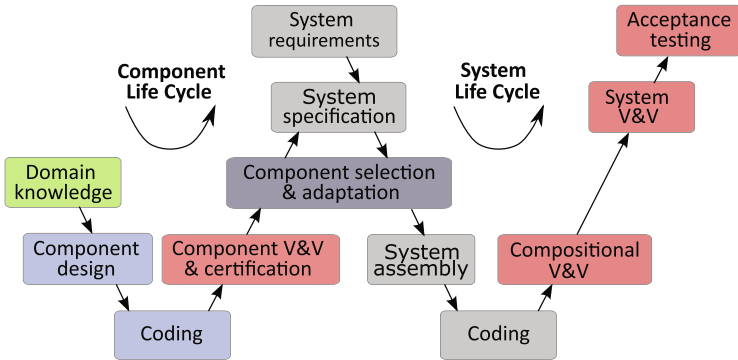 System
requirements
Acceptance
testing
Component
Life Cycle
System
Life Cycle
System
specification
System
V&V
Domain
knowledge
Component selection
& adaptation
Component
design
Component V&V
& certification
System
assembly
Compositional
V&V
Coding
Coding